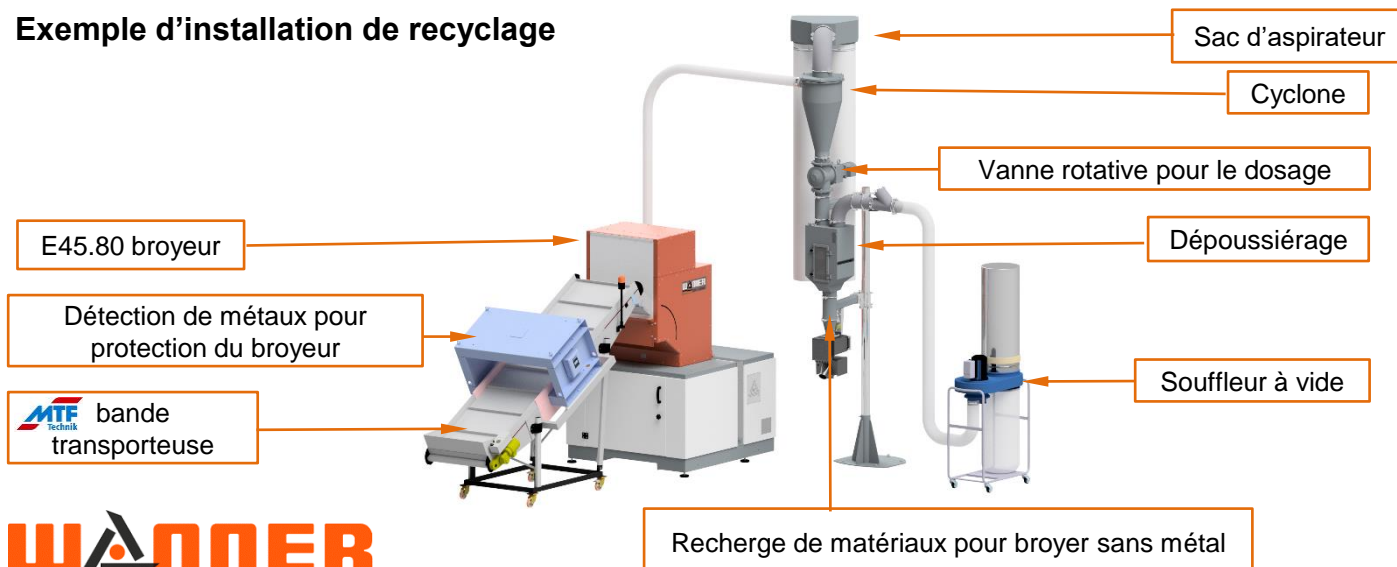 Exemple d’installation de recyclage
Sac d’aspirateur
Cyclone
Vanne rotative pour le dosage
E45.80 broyeur
Dépoussiérage
WANNER
Détection de métaux pour
protection du broyeur
Souffleur à vide
MTF bande
Technik
transporteuse
WANNER
Recherge de matériaux pour broyer sans métal